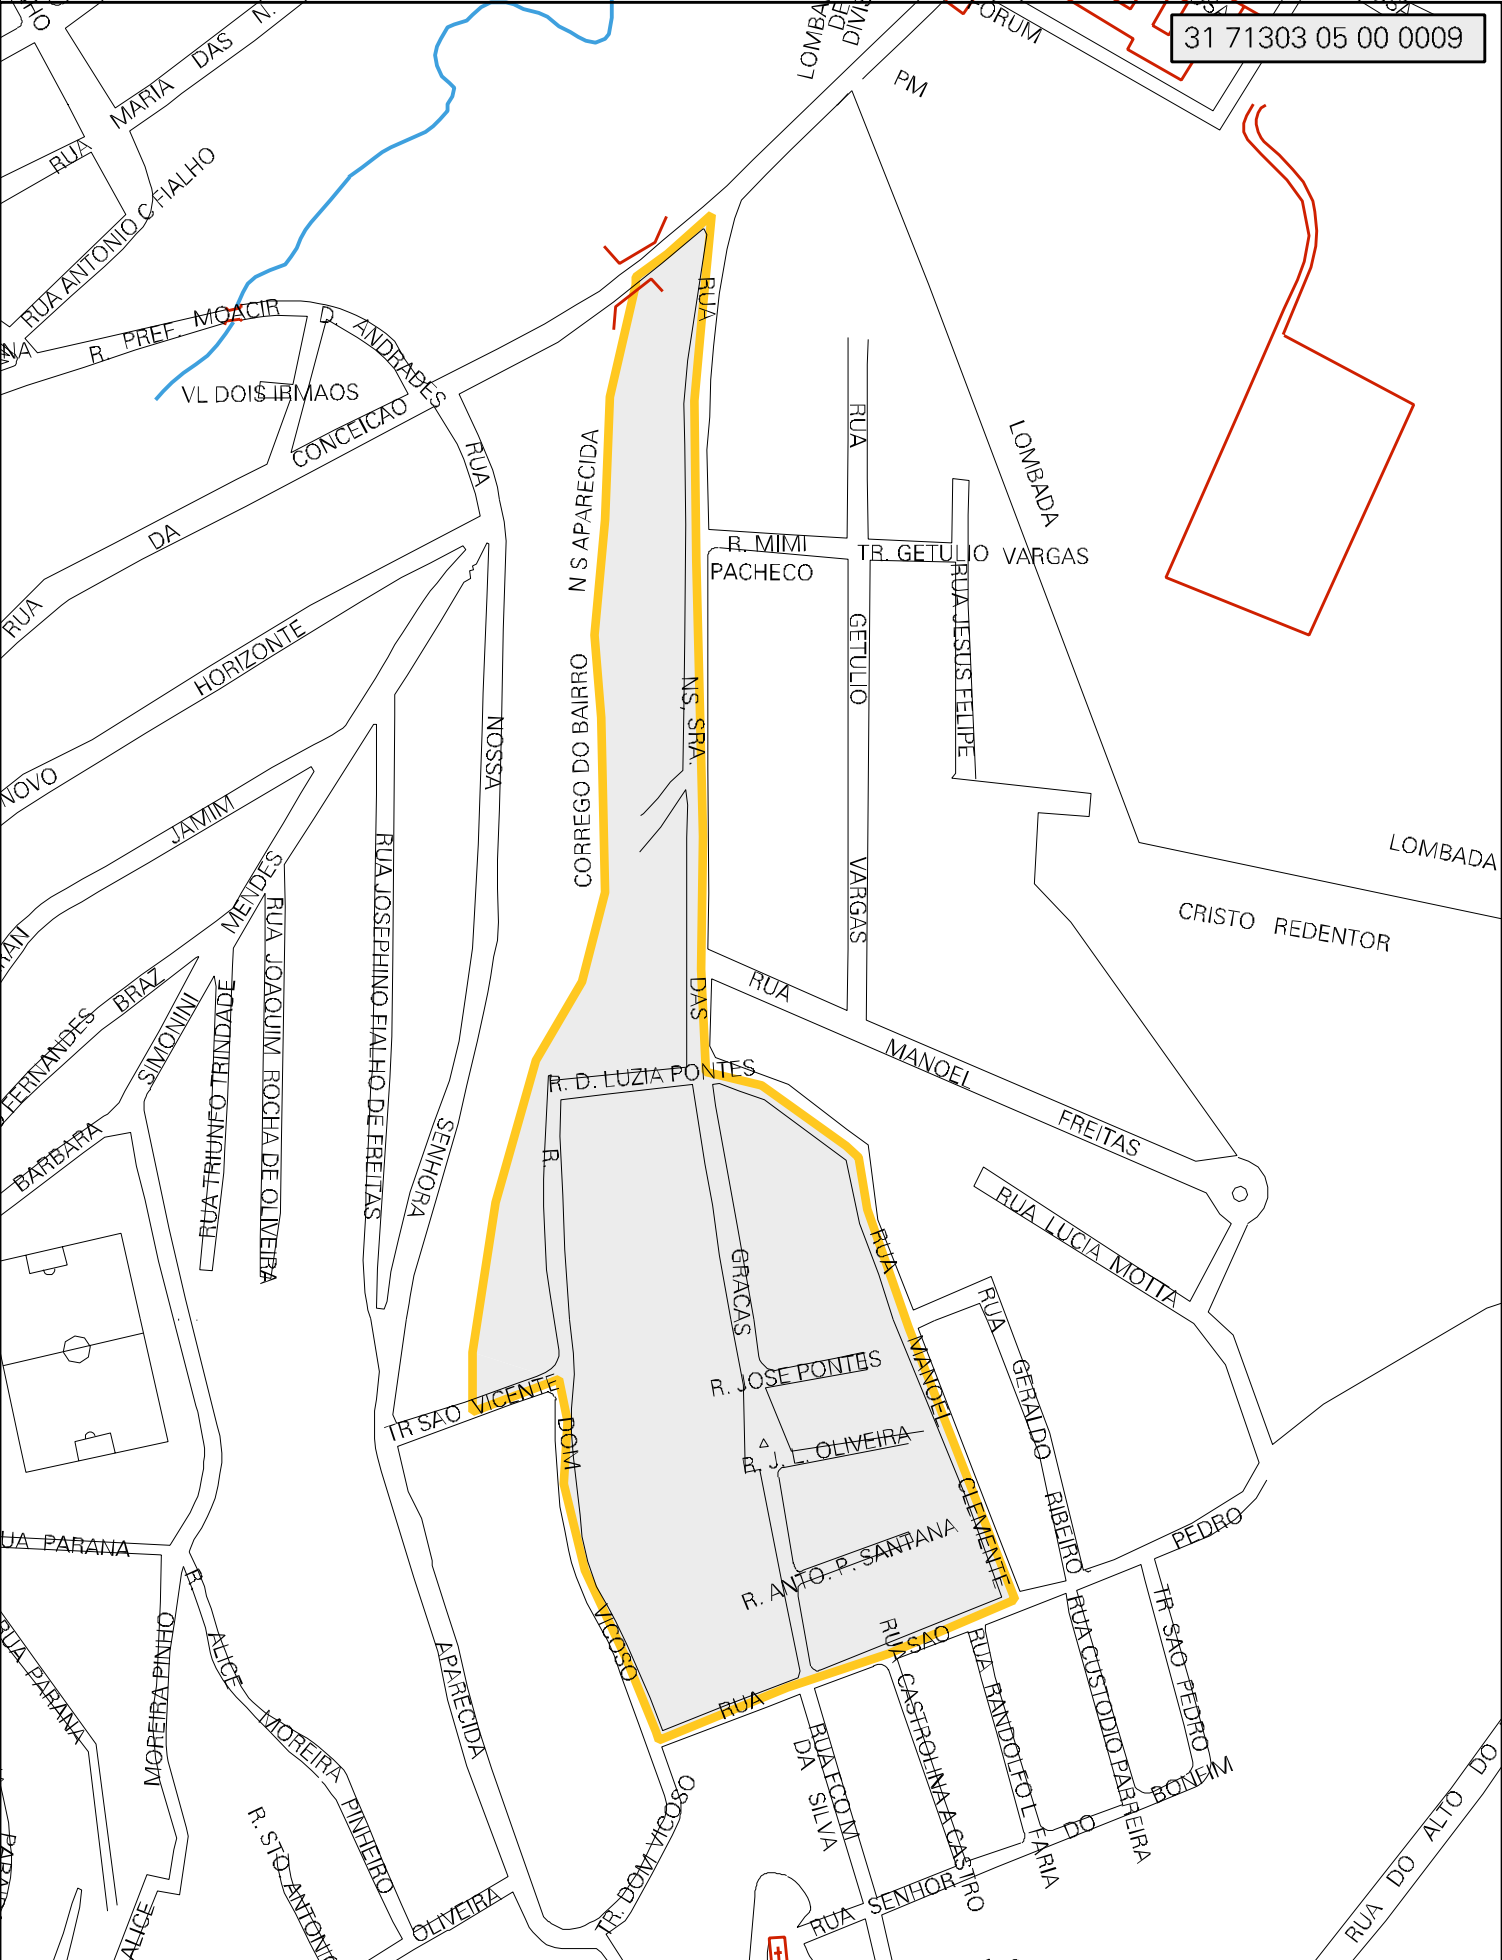 31 71303 05 00 0009
LOMBA
DE
DIVIS
PM
RUA MARIA DAS N.
RUA ANTONIO C FIALHO
R. PREF. MOACIR D. ANDRADES
VL DOIS IRMAOS
RUA DA CONCEICAO
RUA NOSSA SENHORA APARECIDA
NOVO HORIZONTE
JAMIM
CORREGO DO BAIRRO N S APARECIDA
RUA NS, SRA. DAS GRACAS
R. MIMI
PACHECO
TR. GETULIO VARGAS
RUA GETULIO VARGAS
RUA JESUS FELIPE
LOMBADA
LOMBADA
CRISTO REDENTOR
FERNANDES BRAZ MENDES
SIMONINI
BARBARA
RUA TRIUNFO TRINDADE
RUA JOAQUIM ROCHA DE OLIVEIRA
RUA JOSEPHINO FIALHO DE FREITAS
RUA MANOEL FREITAS
R. D. LUZIA PONTES
R. DOM VICOSO
RUA LUCIA MOTTA
RUA MANOEL CLEMENTE
RUA GERALDO RIBEIRO
R. JOSE PONTES
R. J. L. OLIVEIRA
R. ANTO. P. SANTANA
TR SAO VICENTE
RUA SAO PEDRO
TR SAO PEDRO
UA PARANA
RUA PARANA
MOREIRA PINHO
R. ALICE MOREIRA PINHEIRO
ALICE
R. STO ANTONIO
OLIVEIRA
TR. DOM VICOSO
RUA FCO M
DA SILVA
RUA CASTROLINA A CASTRO
RUA RANDOLFO L FARIA
RUA CUSTODIO PARREIRA
RUA SENHOR DO BONFIM
RUA DO ALTO DO